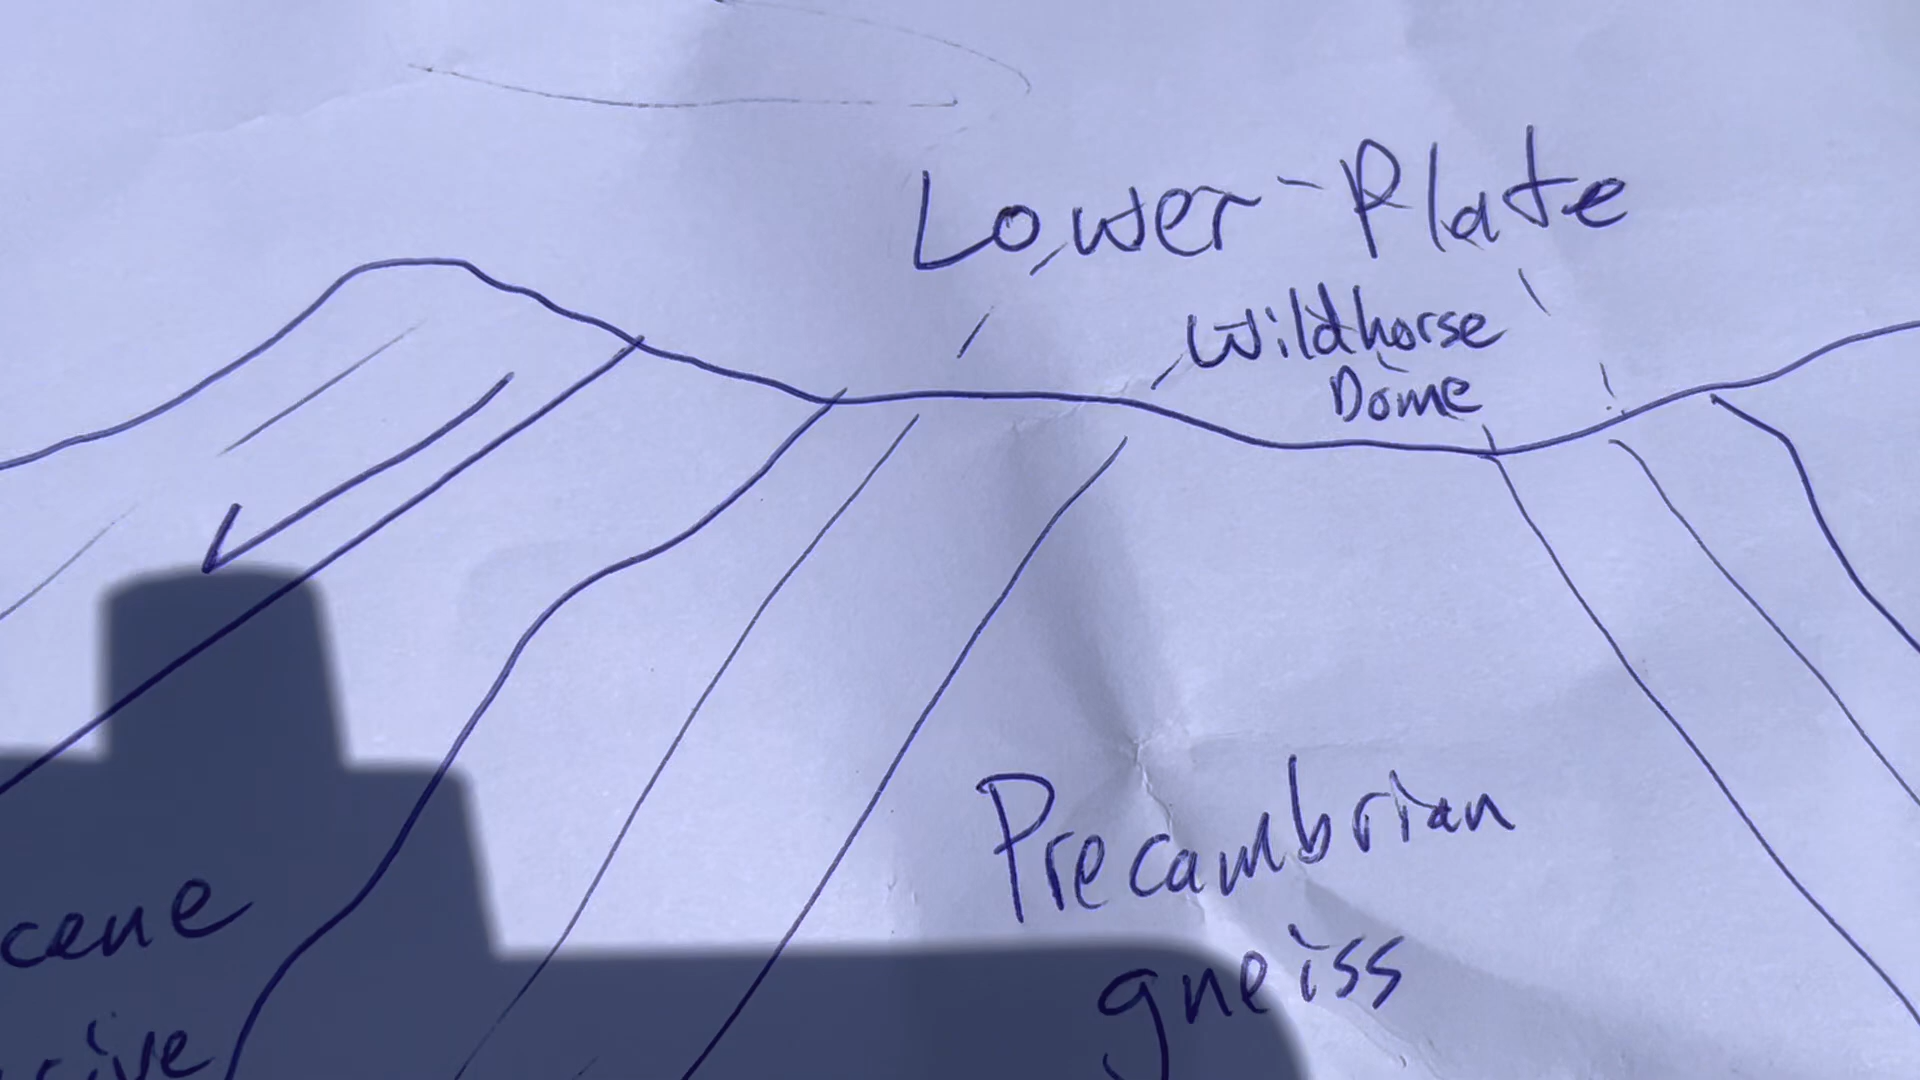 Lower-Plate
Wildhorse
Dome
Precambrian
gneiss
cene